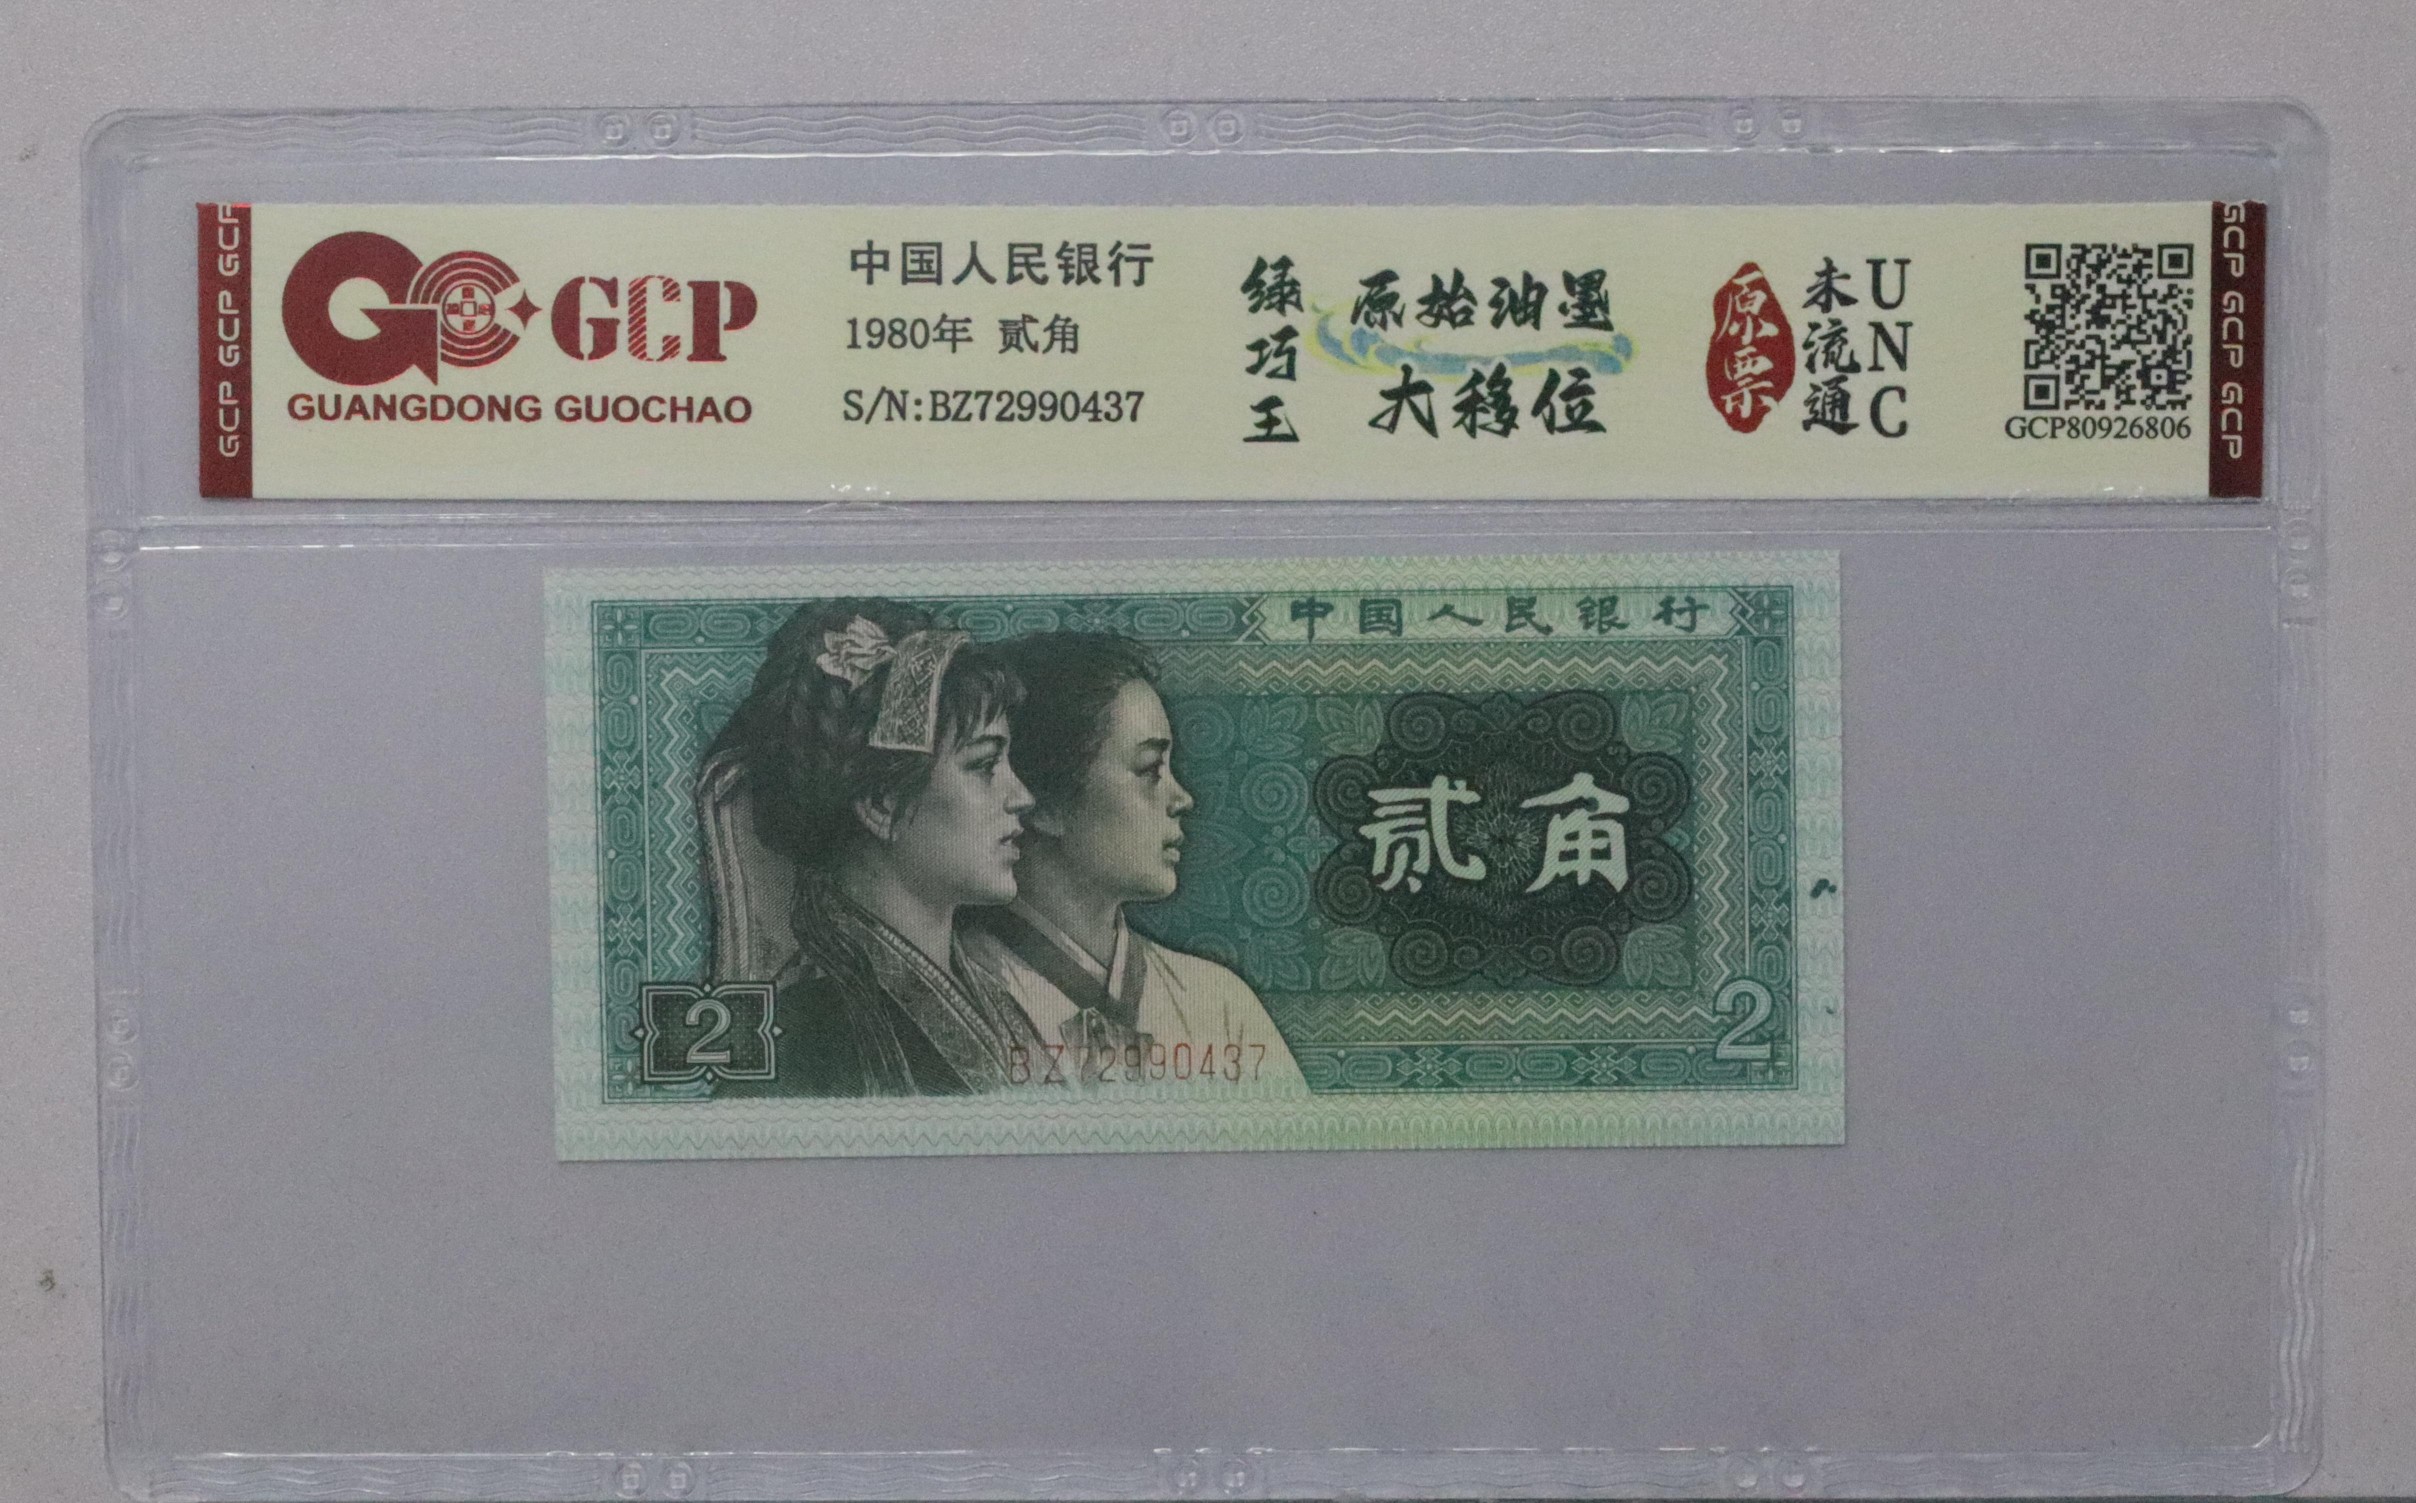 GCP GCP GCP
GCP
GUANGDONG GUOCHAO
中国人民银行
1980年 贰角
S/N:BZ72990437
绿巧王
原始油墨
大移位
原票
未流通
UNC
GCP80926806
GCP GCP GCP
中国人民银行
贰角
2
2
BZ72990437